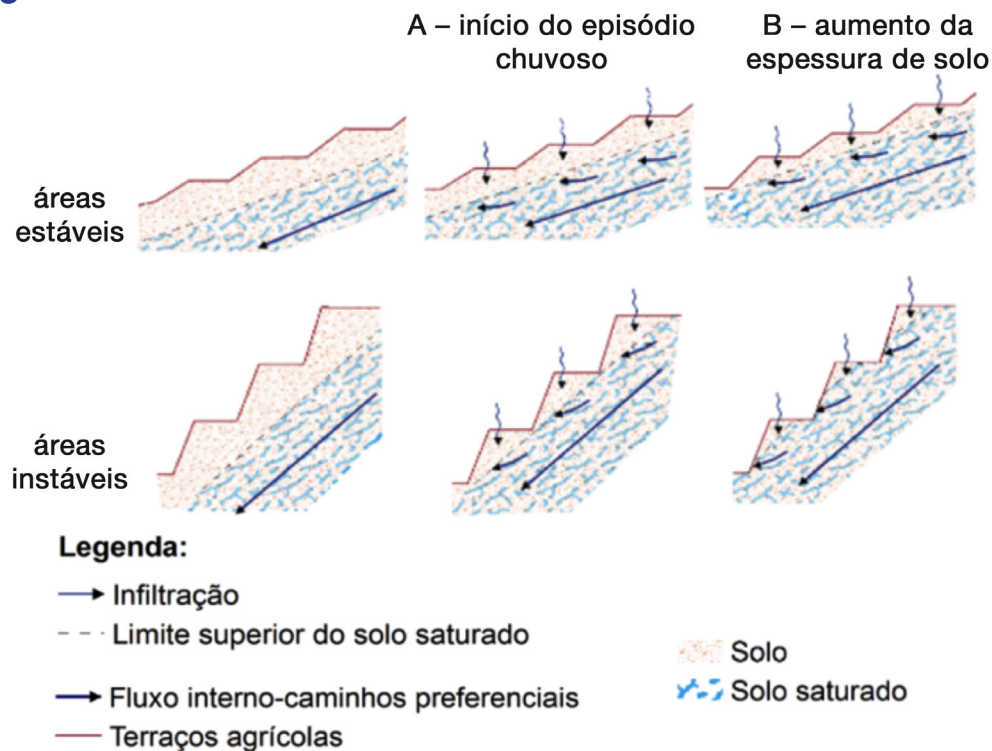 A – início do episódio
chuvoso
B – aumento da
espessura de solo
áreas
estáveis
áreas
instáveis
Legenda:
Infiltração
Limite superior do solo saturado
Fluxo interno-caminhos preferenciais
Terraços agrícolas
Solo
Solo saturado